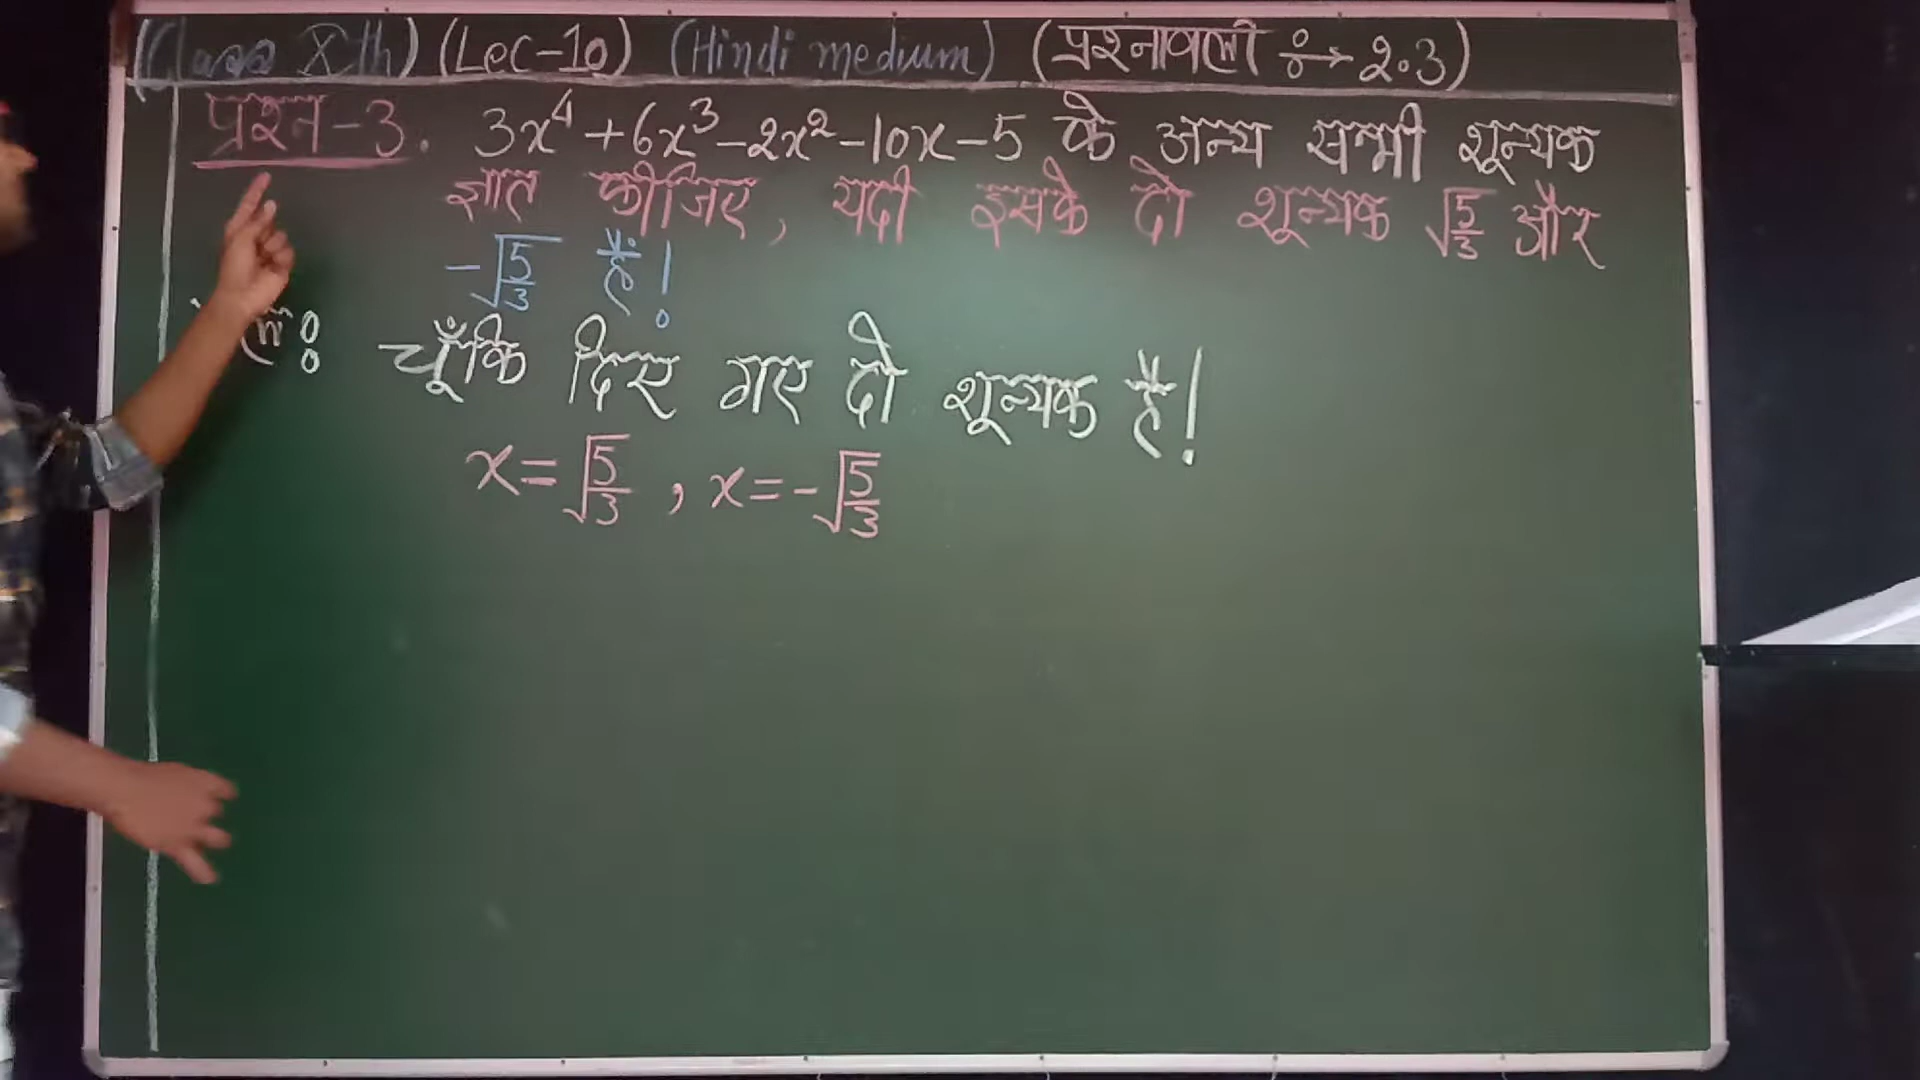 (Class Xth) (Lec-10) (Hindi medium) (प्रश्नावली ÷→ 2.3)
प्रश्न-3. 3x⁴+6x³-2x²-10x-5 के अन्य सभी शून्यक
ज्ञात कीजिए, यदी इसके दो शून्यक √5/3 और
-√5/3 हैं!
चूँकि दिए गए दो शून्यक हैं!
x=√5/3, x=-√5/3